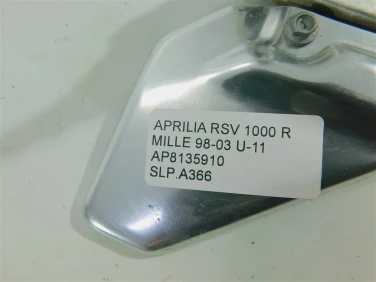 APRILIA RSV 1000 R
MILLE 98-03 U-11
AP8135910
SLP.A366